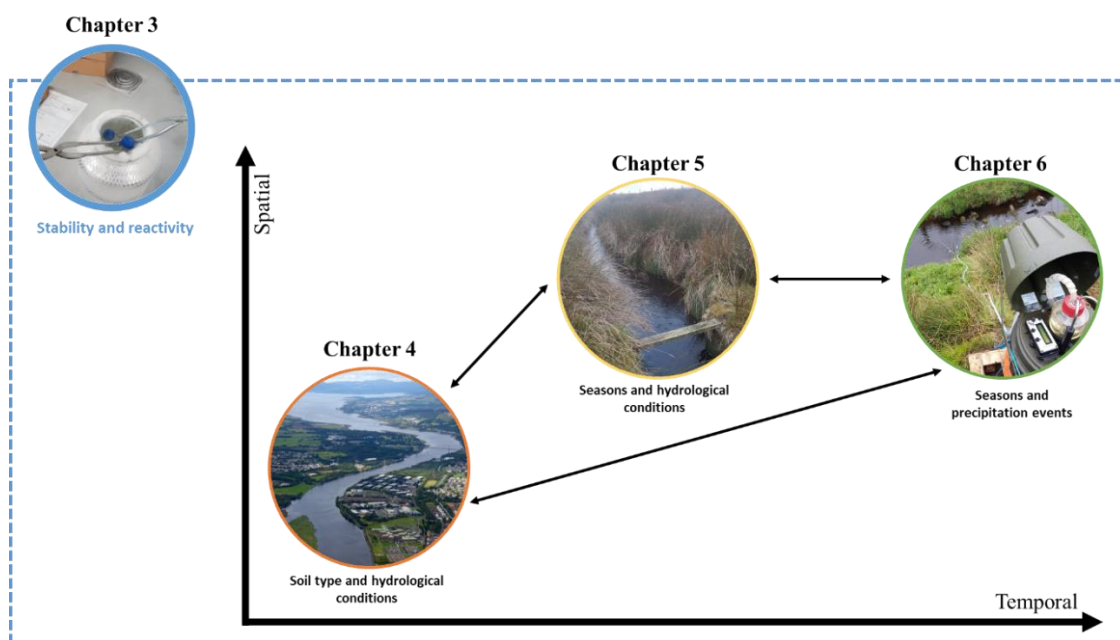 Chapter 3
Stability and reactivity
Spatial
Chapter 5
Seasons and hydrological
conditions
Chapter 6
Seasons and
precipitation events
Chapter 4
Soil type and hydrological
conditions
Temporal